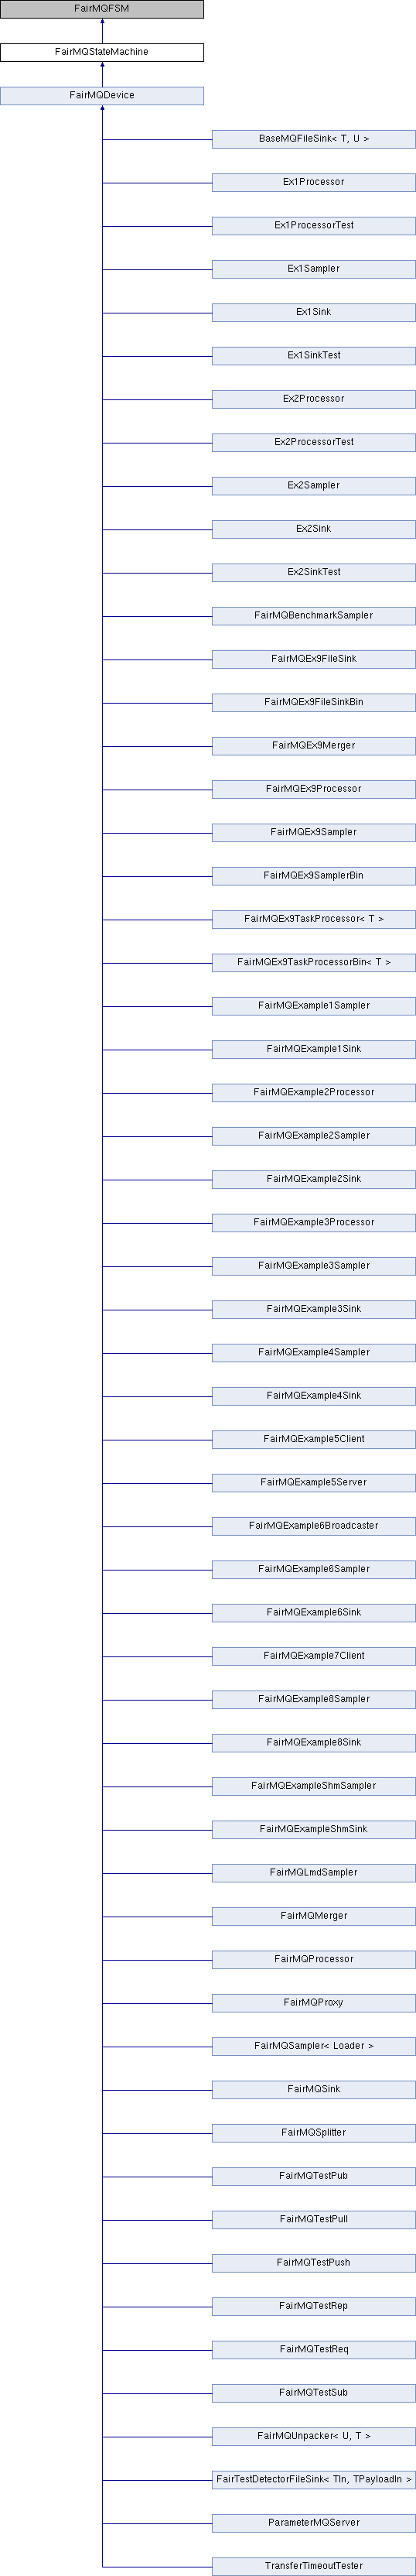 FairMQFSM
FairMQStateMachine
FairMQDevice
BaseMQFileSink< T, U >
Ex1Processor
Ex1ProcessorTest
Ex1Sampler
Ex1Sink
Ex1SinkTest
Ex2Processor
Ex2ProcessorTest
Ex2Sampler
Ex2Sink
Ex2SinkTest
FairMQBenchmarkSampler
FairMQEx9FileSink
FairMQEx9FileSinkBin
FairMQEx9Merger
FairMQEx9Processor
FairMQEx9Sampler
FairMQEx9SamplerBin
FairMQEx9TaskProcessor< T >
FairMQEx9TaskProcessorBin< T >
FairMQExample1Sampler
FairMQExample1Sink
FairMQExample2Processor
FairMQExample2Sampler
FairMQExample2Sink
FairMQExample3Processor
FairMQExample3Sampler
FairMQExample3Sink
FairMQExample4Sampler
FairMQExample4Sink
FairMQExample5Client
FairMQExample5Server
FairMQExample6Broadcaster
FairMQExample6Sampler
FairMQExample6Sink
FairMQExample7Client
FairMQExample8Sampler
FairMQExample8Sink
FairMQExampleShmSampler
FairMQExampleShmSink
FairMQLmdSampler
FairMQMerger
FairMQProcessor
FairMQProxy
FairMQSampler< Loader >
FairMQSink
FairMQSplitter
FairMQTestPub
FairMQTestPull
FairMQTestPush
FairMQTestRep
FairMQTestReq
FairMQTestSub
FairMQUnpacker< U, T >
FairTestDetectorFileSink< TIn, TPayloadIn >
ParameterMQServer
TransferTimeoutTester